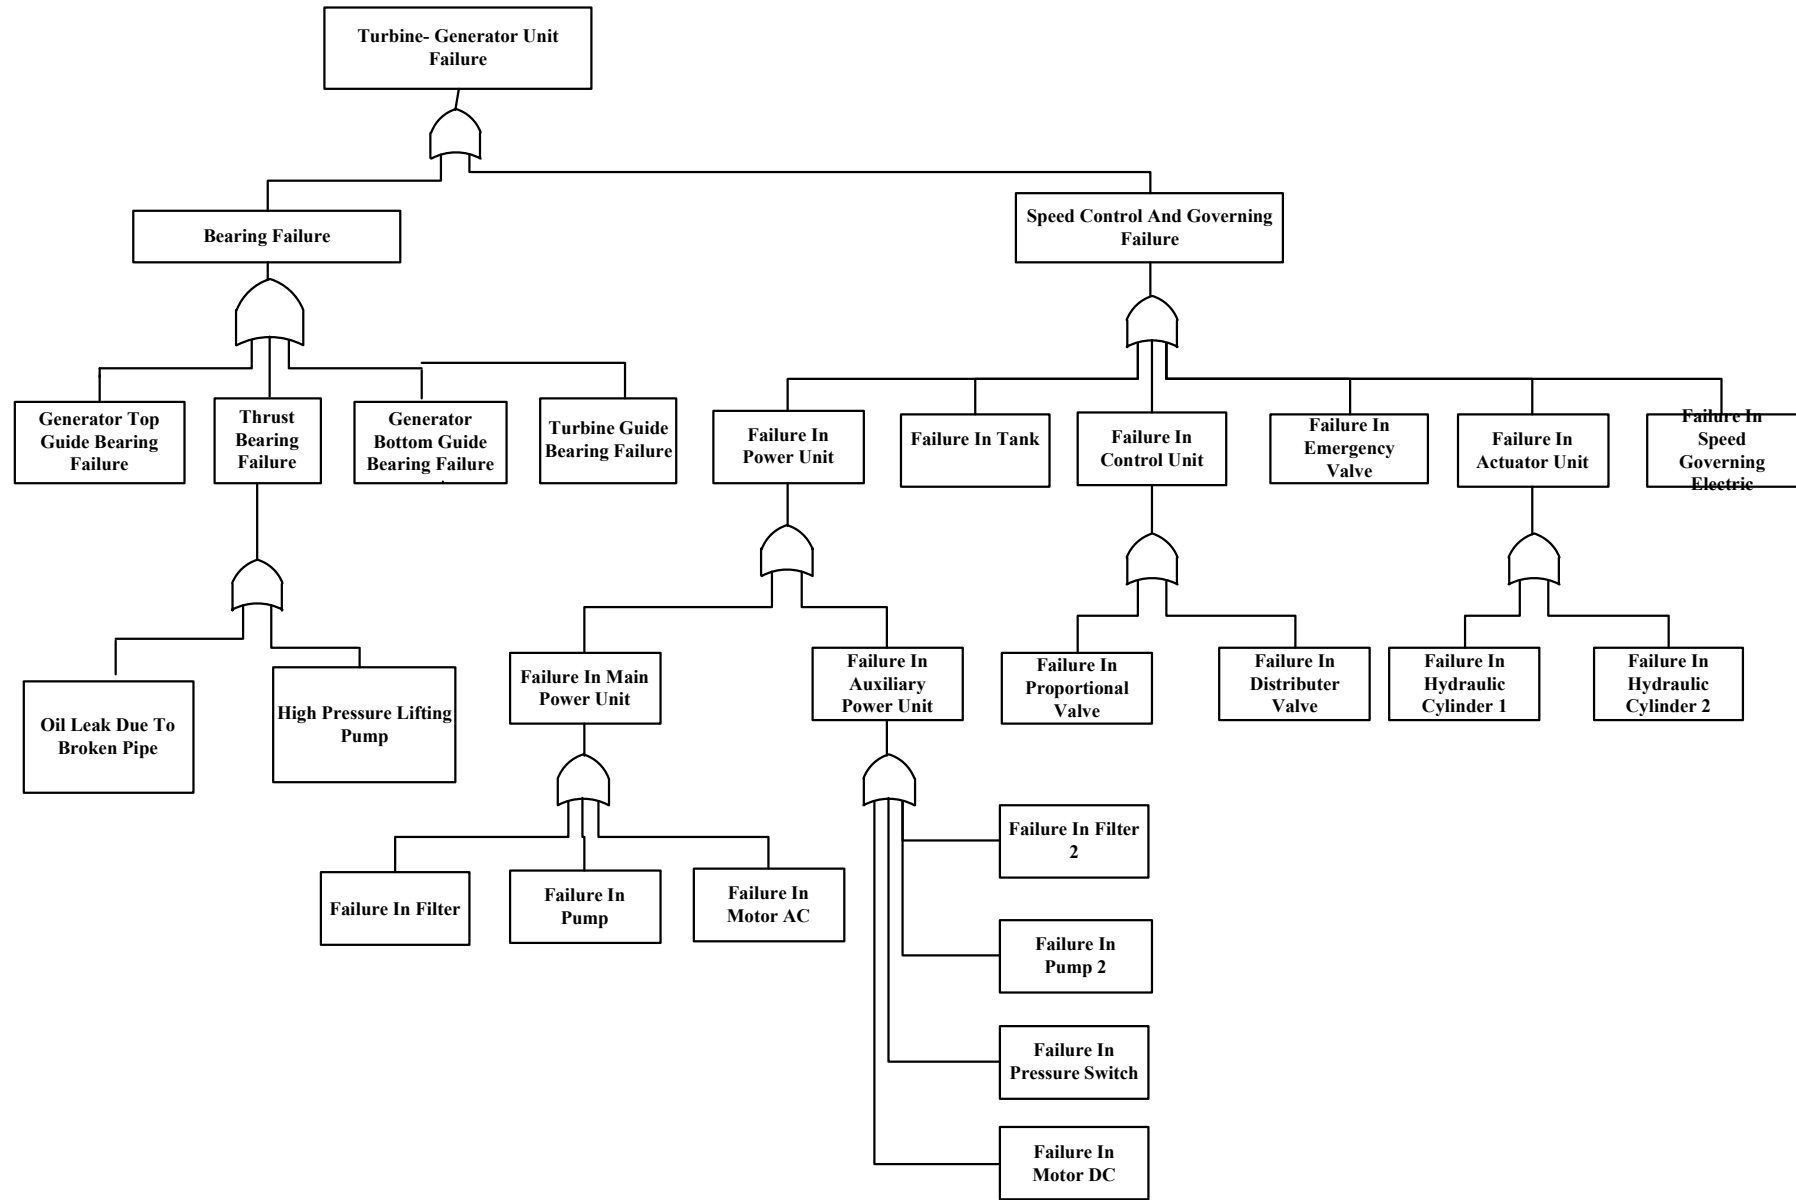 Turbine- Generator Unit
Failure
Bearing Failure
Speed Control And Governing
Failure
Generator Top
Guide Bearing
Failure
Thrust
Bearing
Failure
Generator
Bottom Guide
Bearing Failure
Turbine Guide
Bearing Failure
Failure In
Power Unit
Failure In Tank
Failure In
Control Unit
Failure In
Emergency
Valve
Failure In
Actuator Unit
Failure In
Speed
Governing
Electric
Oil Leak Due To
Broken Pipe
High Pressure Lifting
Pump
Failure In Main
Power Unit
Failure In
Auxiliary
Power Unit
Failure In
Proportional
Valve
Failure In
Distributer
Valve
Failure In
Hydraulic
Cylinder 1
Failure In
Hydraulic
Cylinder 2
Failure In Filter
Failure In
Pump
Failure In
Motor AC
Failure In Filter
2
Failure In
Pump 2
Failure In
Pressure Switch
Failure In
Motor DC